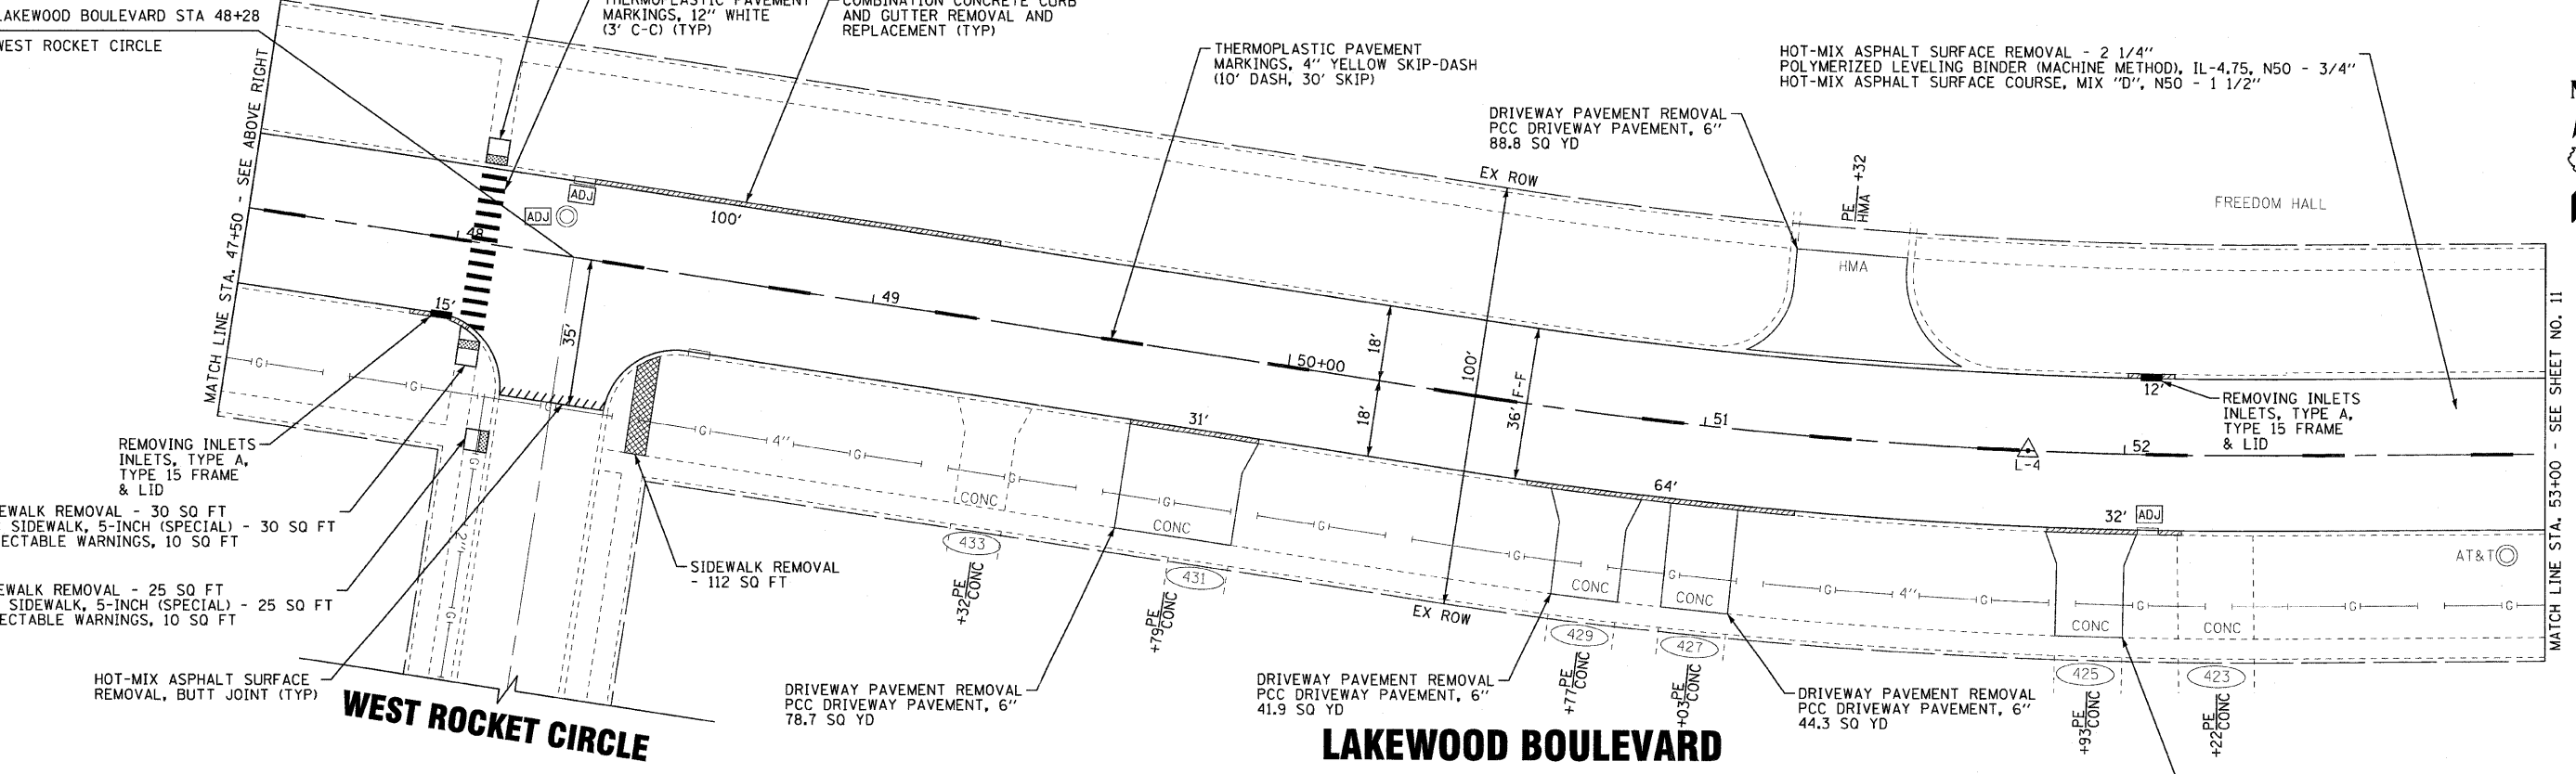 LAKEWOOD BOULEVARD STA 48+28
WEST ROCKET CIRCLE
THERMOPLASTIC PAVEMENT
MARKINGS, 12" WHITE
(3' C-C) (TYP)
COMBINATION CONCRETE CURB
AND GUTTER REMOVAL AND
REPLACEMENT (TYP)
THERMOPLASTIC PAVEMENT
MARKINGS, 4" YELLOW SKIP-DASH
(10' DASH, 30' SKIP)
HOT-MIX ASPHALT SURFACE REMOVAL - 2 1/4"
POLYMERIZED LEVELING BINDER (MACHINE METHOD), IL-4.75, N50 - 3/4"
HOT-MIX ASPHALT SURFACE COURSE, MIX "D", N50 - 1 1/2"
DRIVEWAY PAVEMENT REMOVAL
PCC DRIVEWAY PAVEMENT, 6"
88.8 SQ YD
MATCH LINE STA. 47+50 - SEE ABOVE RIGHT
EX ROW
PE
HMA
+32
FREEDOM HALL
HMA
ADJ
ADJ
100'
48
49
50+00
51
52
15'
35'
18'
18'
100'
36' F-F
31'
64'
12'
32'
ADJ
L-4
REMOVING INLETS
INLETS, TYPE A,
TYPE 15 FRAME
& LID
MATCH LINE STA. 53+00 - SEE SHEET NO. 11
REMOVING INLETS
INLETS, TYPE A,
TYPE 15 FRAME
& LID
EWALK REMOVAL - 30 SQ FT
SIDEWALK, 5-INCH (SPECIAL) - 30 SQ FT
ECTABLE WARNINGS, 10 SQ FT
EWALK REMOVAL - 25 SQ FT
SIDEWALK, 5-INCH (SPECIAL) - 25 SQ FT
ECTABLE WARNINGS, 10 SQ FT
HOT-MIX ASPHALT SURFACE
REMOVAL, BUTT JOINT (TYP)
G
G
G
G
G
2"
G
SIDEWALK REMOVAL
- 112 SQ FT
G
4"
G
G
G
G
G
G
G
G
4"
G
G
G
G
G
CONC
CONC
CONC
CONC
CONC
CONC
AT&T
EX ROW
433
+32 PE
CONC
431
+79 PE
CONC
429
+77 PE
CONC
427
+03 PE
CONC
425
+93 PE
CONC
423
+22 PE
CONC
DRIVEWAY PAVEMENT REMOVAL
PCC DRIVEWAY PAVEMENT, 6"
78.7 SQ YD
DRIVEWAY PAVEMENT REMOVAL
PCC DRIVEWAY PAVEMENT, 6"
41.9 SQ YD
DRIVEWAY PAVEMENT REMOVAL
PCC DRIVEWAY PAVEMENT, 6"
44.3 SQ YD
WEST ROCKET CIRCLE
LAKEWOOD BOULEVARD